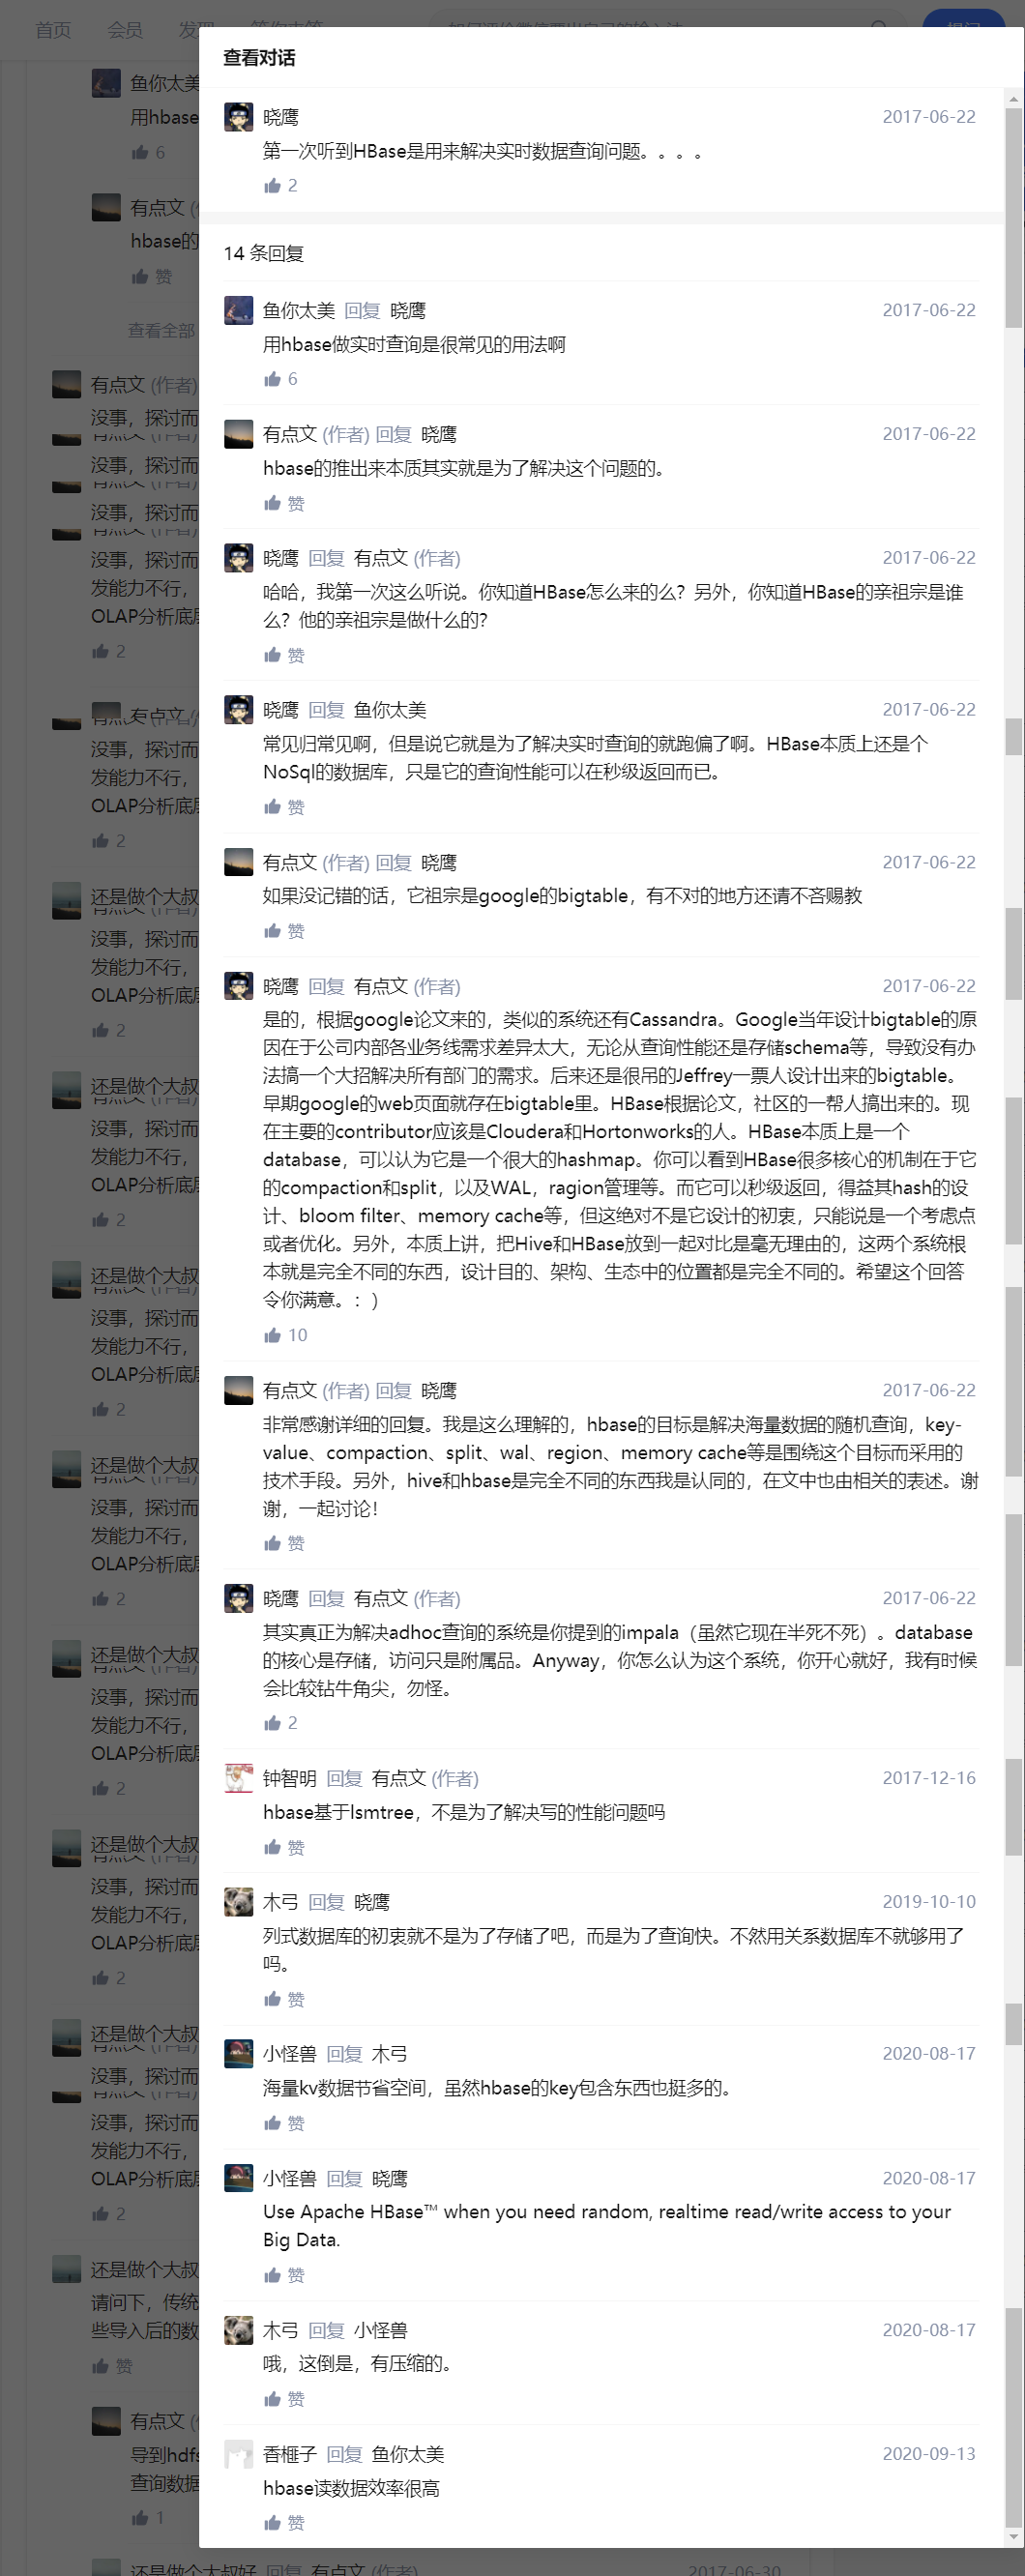 首页 会员 发现 等你来答
查看对话
晓鹰 2017-06-22
第一次听到HBase是用来解决实时数据查询问题。。。。
2
14 条回复
鱼你太美 回复 晓鹰 2017-06-22
用hbase做实时查询是很常见的用法啊
6
有点文 (作者) 回复 晓鹰 2017-06-22
hbase的推出来本质其实就是为了解决这个问题的。
赞
晓鹰 回复 有点文 (作者) 2017-06-22
哈哈，我第一次这么听说。你知道HBase怎么来的么？另外，你知道HBase的亲祖宗是谁
么？他的亲祖宗是做什么的？
赞
晓鹰 回复 鱼你太美 2017-06-22
常见归常见啊，但是说它就是为了解决实时查询的就跑偏了啊。HBase本质上还是个
NoSql的数据库，只是它的查询性能可以在秒级返回而已。
赞
有点文 (作者) 回复 晓鹰 2017-06-22
如果没记错的话，它祖宗是google的bigtable，有不对的地方还请不吝赐教
赞
晓鹰 回复 有点文 (作者) 2017-06-22
是的，根据google论文来的，类似的系统还有Cassandra。Google当年设计bigtable的原
因在于公司内部各业务线需求差异太大，无论从查询性能还是存储schema等，导致没有办
法搞一个大招解决所有部门的需求。后来还是很吊的Jeffrey一票人设计出来的bigtable。
早期google的web页面就存在bigtable里。HBase根据论文，社区的一帮人搞出来的。现
在主要的contributor应该是Cloudera和Hortonworks的人。HBase本质上是一个
database，可以认为它是一个很大的hashmap。你可以看到HBase很多核心的机制在于它
的compaction和split，以及WAL，ragion管理等。而它可以秒级返回，得益其hash的设
计、bloom filter、memory cache等，但这绝对不是它设计的初衷，只能说是一个考虑点
或者优化。另外，本质上讲，把Hive和HBase放到一起对比是毫无理由的，这两个系统根
本就是完全不同的东西，设计目的、架构、生态中的位置都是完全不同的。希望这个回答
令你满意。：）
10
有点文 (作者) 回复 晓鹰 2017-06-22
非常感谢详细的回复。我是这么理解的，hbase的目标是解决海量数据的随机查询，key-
value、compaction、split、wal、region、memory cache等是围绕这个目标而采用的
技术手段。另外，hive和hbase是完全不同的东西我是认同的，在文中也由相关的表述。谢
谢，一起讨论！
赞
晓鹰 回复 有点文 (作者) 2017-06-22
其实真正为解决adhoc查询的系统是你提到的impala（虽然它现在半死不死）。database
的核心是存储，访问只是附属品。Anyway，你怎么认为这个系统，你开心就好，我有时候
会比较钻牛角尖，勿怪。
2
钟智明 回复 有点文 (作者) 2017-12-16
hbase基于lsmtree，不是为了解决写的性能问题吗
赞
木弓 回复 晓鹰 2019-10-10
列式数据库的初衷就不是为了存储了吧，而是为了查询快。不然用关系数据库不就够用了
吗。
赞
小怪兽 回复 木弓 2020-08-17
海量kv数据节省空间，虽然hbase的key包含东西也挺多的。
赞
小怪兽 回复 晓鹰 2020-08-17
Use Apache HBase™ when you need random, realtime read/write access to your
Big Data.
赞
木弓 回复 小怪兽 2020-08-17
哦，这倒是，有压缩的。
赞
香榧子 回复 鱼你太美 2020-09-13
hbase读数据效率很高
赞
还是做个大叔好 回复 有点文 (作者) 2017-06-30